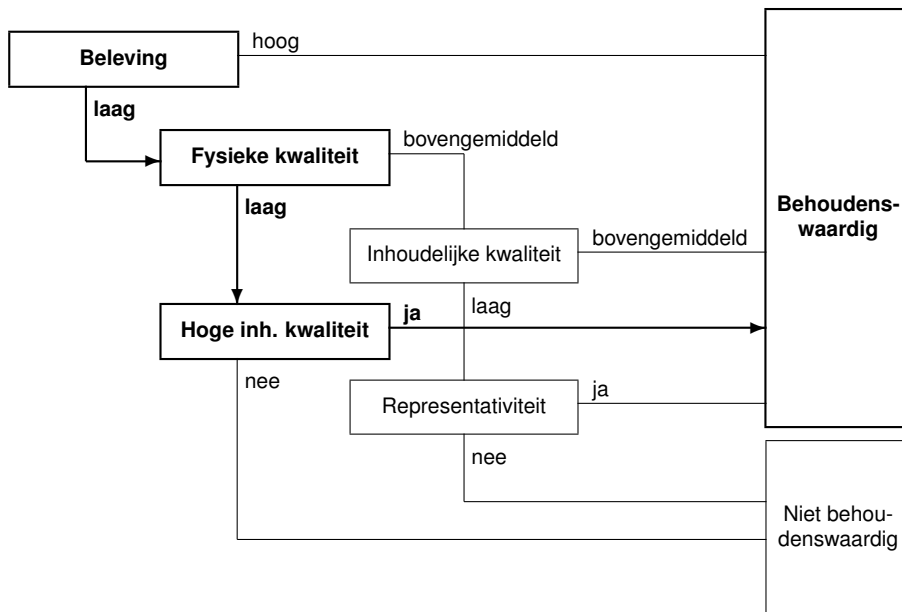 hoog
Beleving
laag
bovengemiddeld
Fysieke kwaliteit
laag
Behoudens-
waardig
bovengemiddeld
Inhoudelijke kwaliteit
laag
ja
Hoge inh. kwaliteit
nee
ja
Representativiteit
nee
Niet behou-
denswaardig